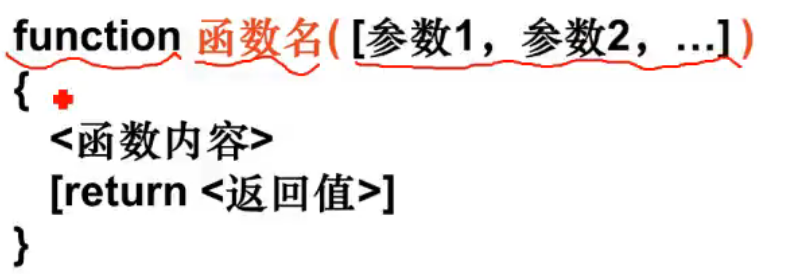 function 函数名( [参数1，参数2，…] )
{
<函数内容>
[return <返回值>]
}